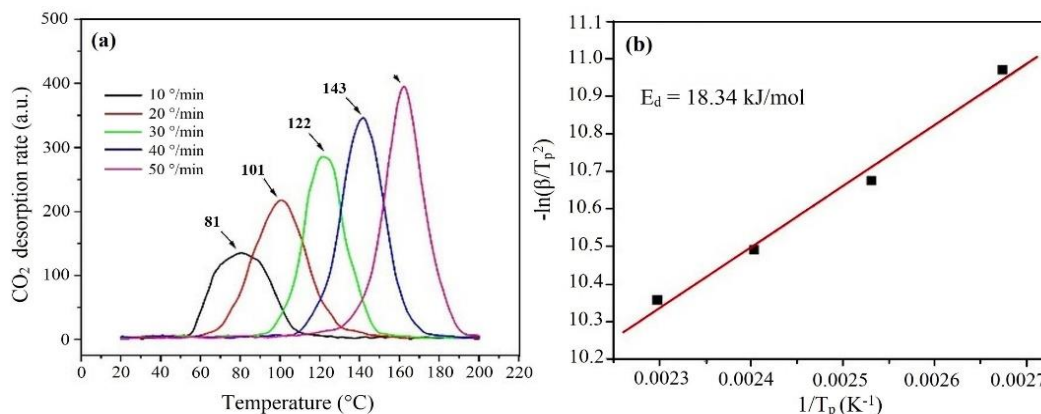 (a)
500
400
300
200
100
0
CO₂ desorption rate (a.u.)
10 °/min
20 °/min
30 °/min
40 °/min
50 °/min
81
101
122
143
0 20 40 60 80 100 120 140 160 180 200 220
Temperature (°C)
(b)
E_d = 18.34 kJ/mol
11.1
11.0
10.9
10.8
10.7
10.6
10.5
10.4
10.3
10.2
-ln(β/T_p²)
0.0023 0.0024 0.0025 0.0026 0.0027
1/T_p (K⁻¹)